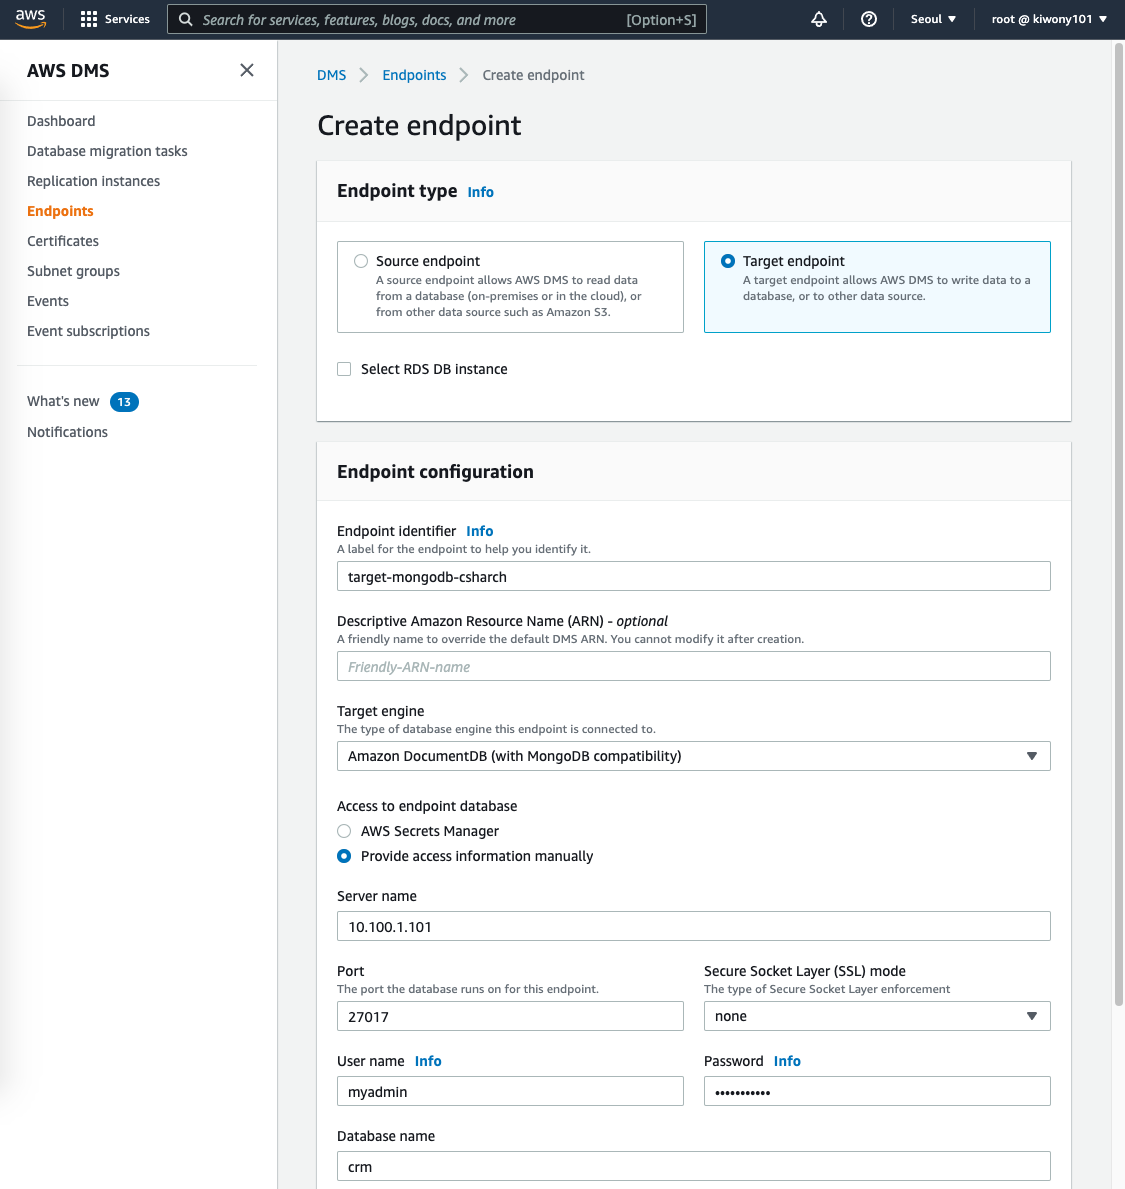 aws Services Search for services, features, blogs, docs, and more [Option+S] Seoul root @ kiwony101
AWS DMS
Dashboard
Database migration tasks
Replication instances
Endpoints
Certificates
Subnet groups
Events
Event subscriptions
What's new 13
Notifications
DMS Endpoints Create endpoint
Create endpoint
Endpoint type Info
Source endpoint
A source endpoint allows AWS DMS to read data
from a database (on-premises or in the cloud), or
from other data source such as Amazon S3.
Target endpoint
A target endpoint allows AWS DMS to write data to a
database, or to other data source.
Select RDS DB instance
Endpoint configuration
Endpoint identifier Info
A label for the endpoint to help you identify it.
target-mongodb-csharch
Descriptive Amazon Resource Name (ARN) - optional
A friendly name to override the default DMS ARN. You cannot modify it after creation.
Friendly-ARN-name
Target engine
The type of database engine this endpoint is connected to.
Amazon DocumentDB (with MongoDB compatibility)
Access to endpoint database
AWS Secrets Manager
Provide access information manually
Server name
10.100.1.101
Port
The port the database runs on for this endpoint.
27017
Secure Socket Layer (SSL) mode
The type of Secure Socket Layer enforcement
none
User name Info
myadmin
Password Info
•••••••••••
Database name
crm